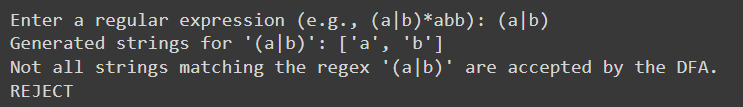 Enter a regular expression (e.g., (a|b)*abb): (a|b)
Generated strings for '(a|b)': ['a', 'b']
Not all strings matching the regex '(a|b)' are accepted by the DFA.
REJECT